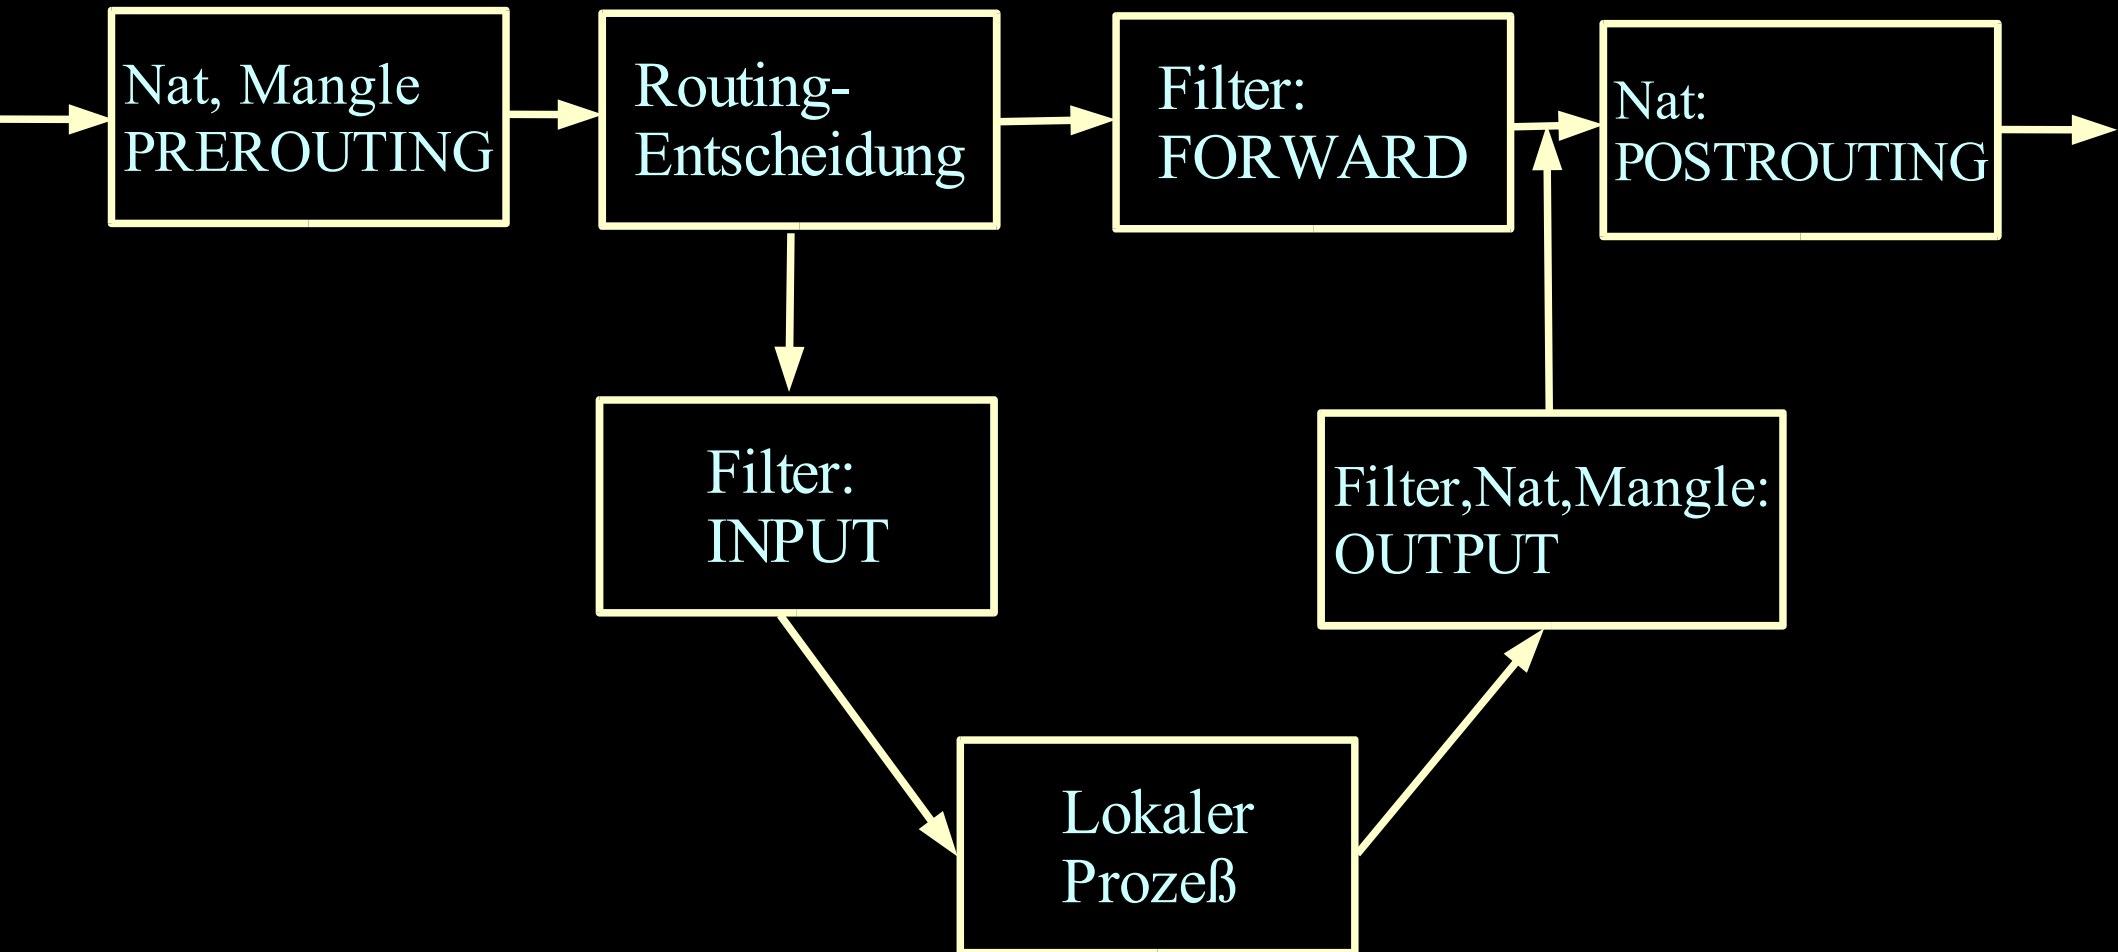 Nat, Mangle
PREROUTING
Routing-
Entscheidung
Filter:
FORWARD
Nat:
POSTROUTING
Filter:
INPUT
Filter,Nat,Mangle:
OUTPUT
Lokaler
Prozeß